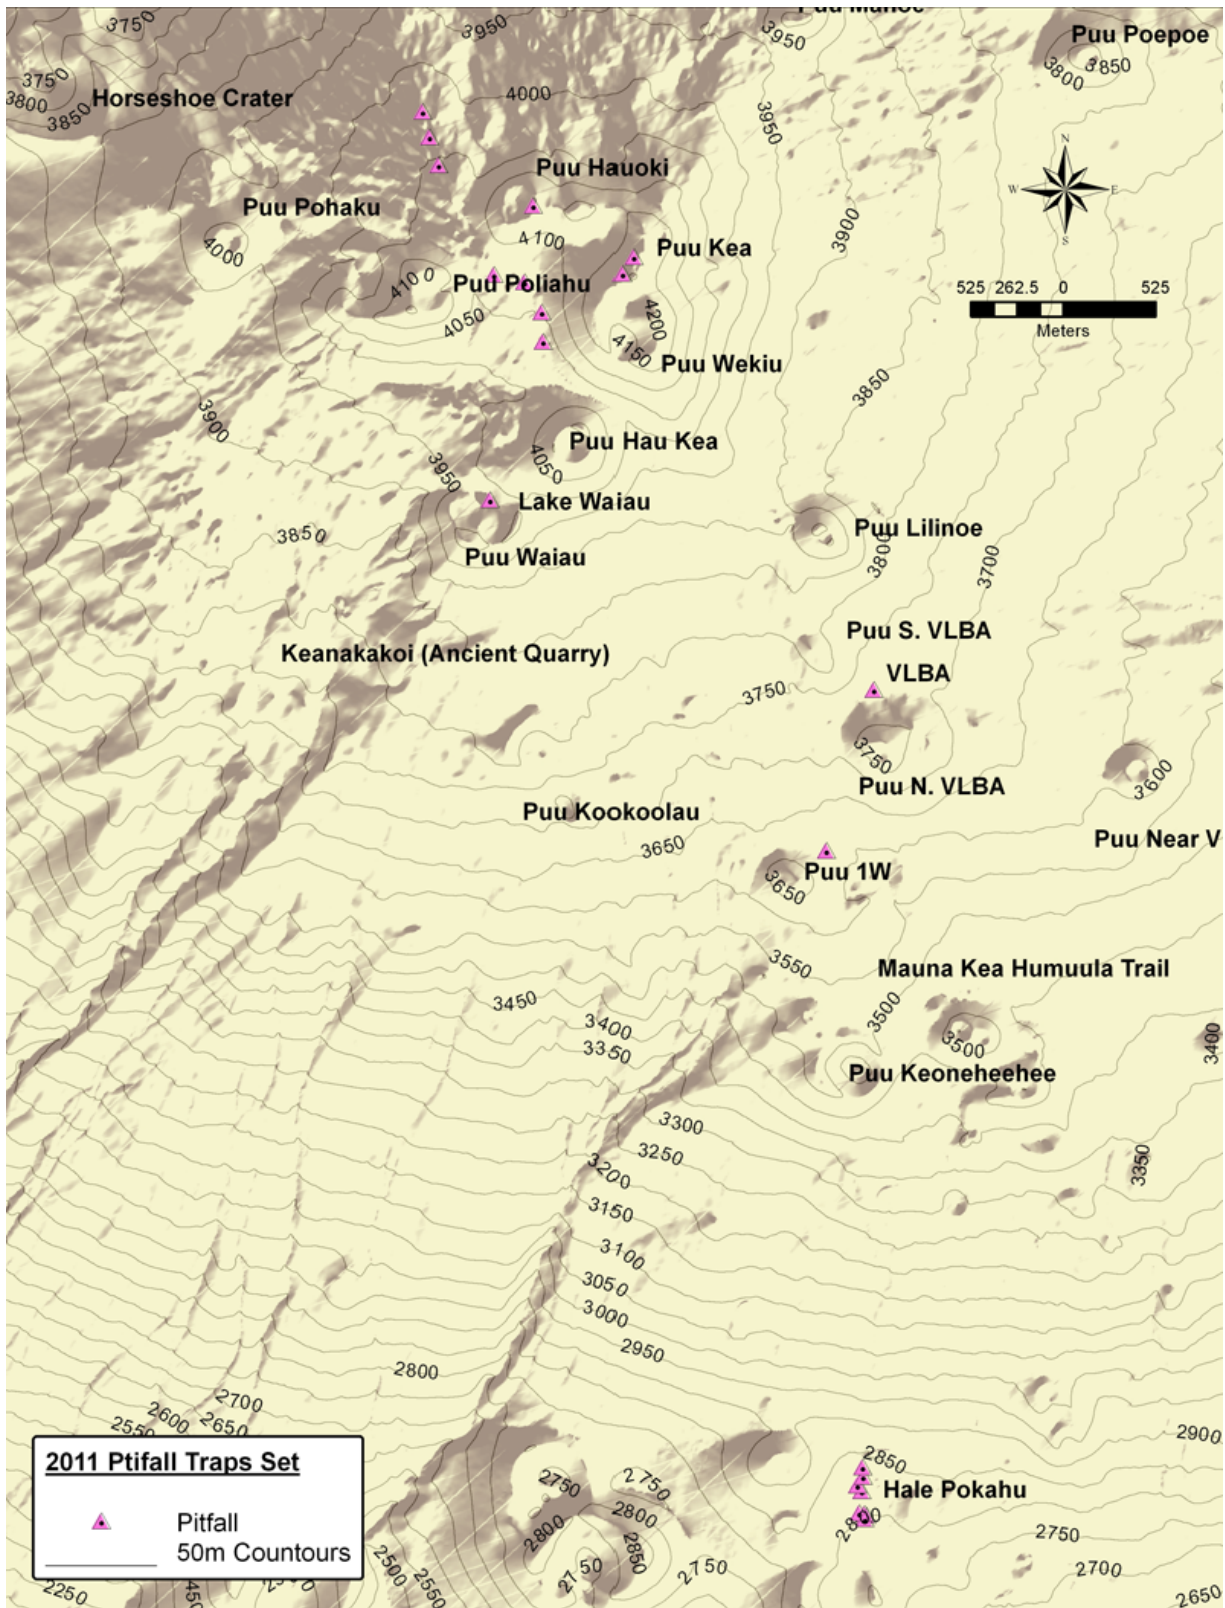 Puu Mahoe
3750
3950
3950
Puu Poepoe
3800
3850
3750
3800
3850
Horseshoe Crater
4000
3950
N
W
E
S
Puu Hauoki
Puu Pohaku
3900
4000
4100
Puu Kea
4100
Puu Poliahu
525 262.5 0 525
Meters
4050
4200
4150
Puu Wekiu
3850
3900
Puu Hau Kea
4050
3950
Lake Waiau
3850
Puu Waiau
Puu Lilinoe
3800
3700
Puu S. VLBA
Keanakakoi (Ancient Quarry)
VLBA
3750
3750
Puu N. VLBA
3600
Puu Kookoolau
3650
Puu Near V
Puu 1W
3650
3550
Mauna Kea Humuula Trail
3450
3500
3400
3350
3500
3400
Puu Keoneheehee
3300
3250
3200
3350
3150
3100
3050
3000
2950
2800
2700
2600
2650
2550
2900
2850
2011 Ptifall Traps Set
Pitfall
50m Countours
2750
2750
Hale Pokahu
2800
2800
2850
2750
2750
2750
2700
2500
2550
2250
2650